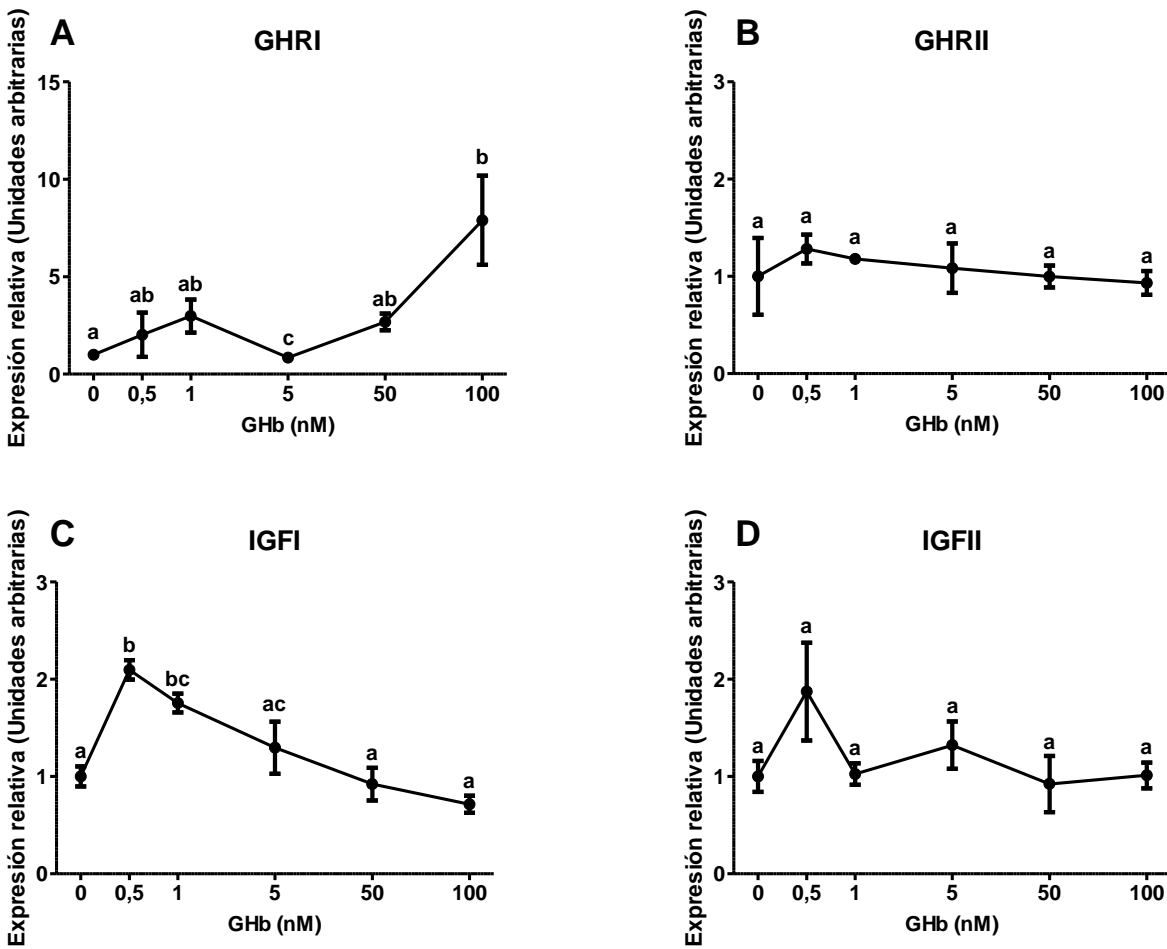 A
GHRI
Expresión relativa (Unidades arbitrarias)
15
10
5
0
a
ab
ab
c
ab
b
0 0,5 1 5 50 100
GHb (nM)
B
GHRII
Expresión relativa (Unidades arbitrarias)
3
2
1
0
a
a
a
a
a
a
0 0,5 1 5 50 100
GHb (nM)
C
IGFI
Expresión relativa (Unidades arbitrarias)
3
2
1
0
a
b
bc
ac
a
a
0 0,5 1 5 50 100
GHb (nM)
D
IGFII
Expresión relativa (Unidades arbitrarias)
3
2
1
0
a
a
a
a
a
a
0 0,5 1 5 50 100
GHb (nM)